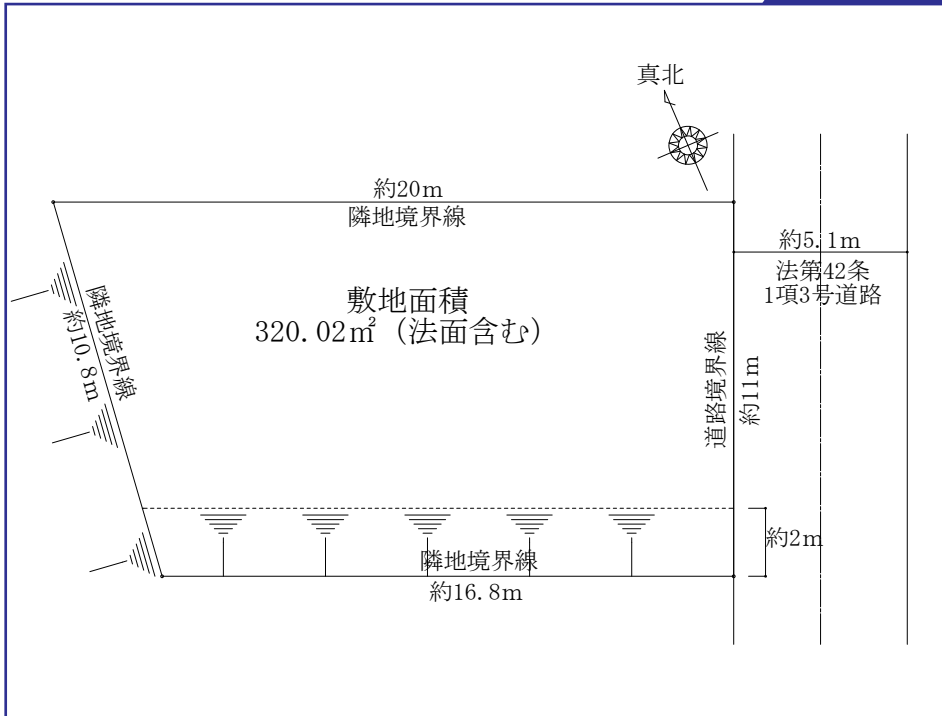 真北
約20m
隣地境界線
約5.1m
法第42条
1項3号道路
敷地面積
320.02㎡（法面含む）
隣地境界線
約10.8m
道路境界線
約11m
約2m
隣地境界線
約16.8m